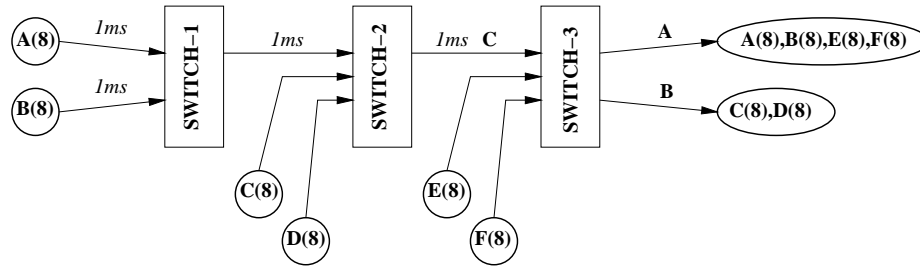 A(8)
1ms
B(8)
1ms
SWITCH-1
1ms
SWITCH-2
C(8)
D(8)
1ms C
SWITCH-3
E(8)
F(8)
A
A(8),B(8),E(8),F(8)
B
C(8),D(8)